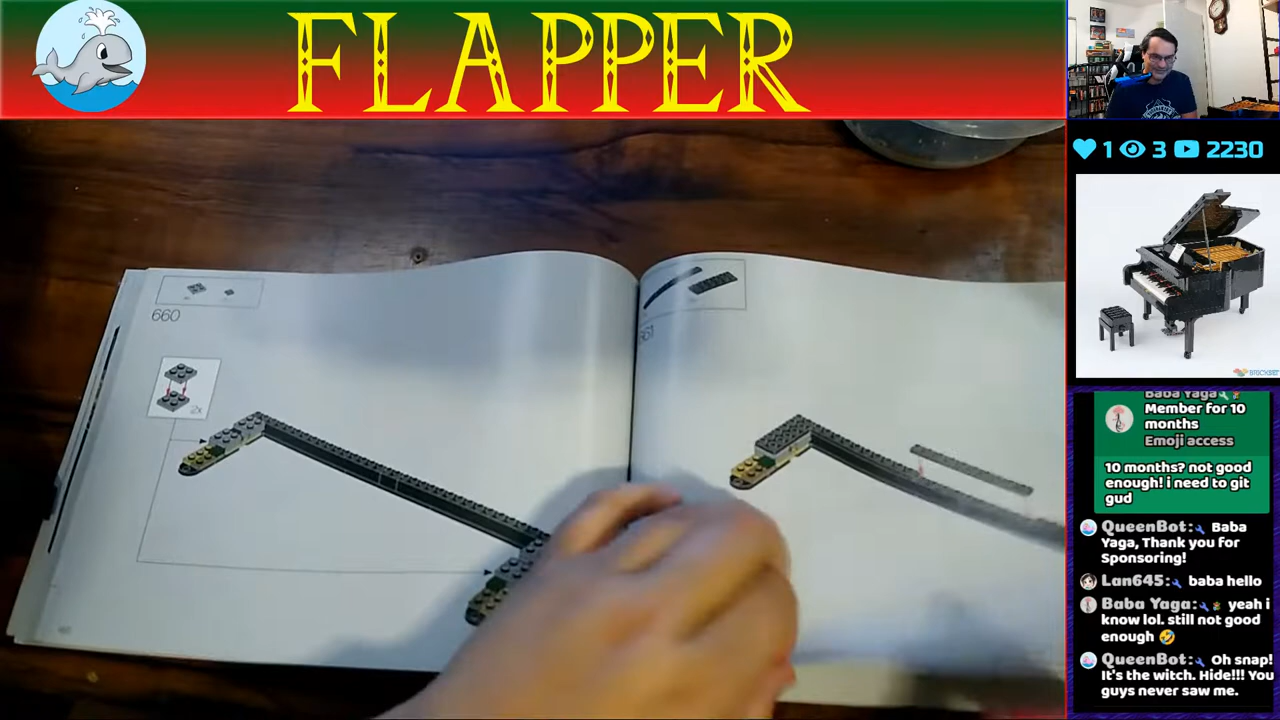 FLAPPER
1 3 2230
660
661
2x
BRICKSET
Baba Yaga
Member for 10
months
Emoji access
10 months? not good
enough! i need to git
gud
QueenBot: Baba
Yaga, Thank you for
Sponsoring!
Lan645: baba hello
Baba Yaga: yeah i
know lol. still not good
enough 🤣
QueenBot: Oh snap!
It's the witch. Hide!!! You
guys never saw me.